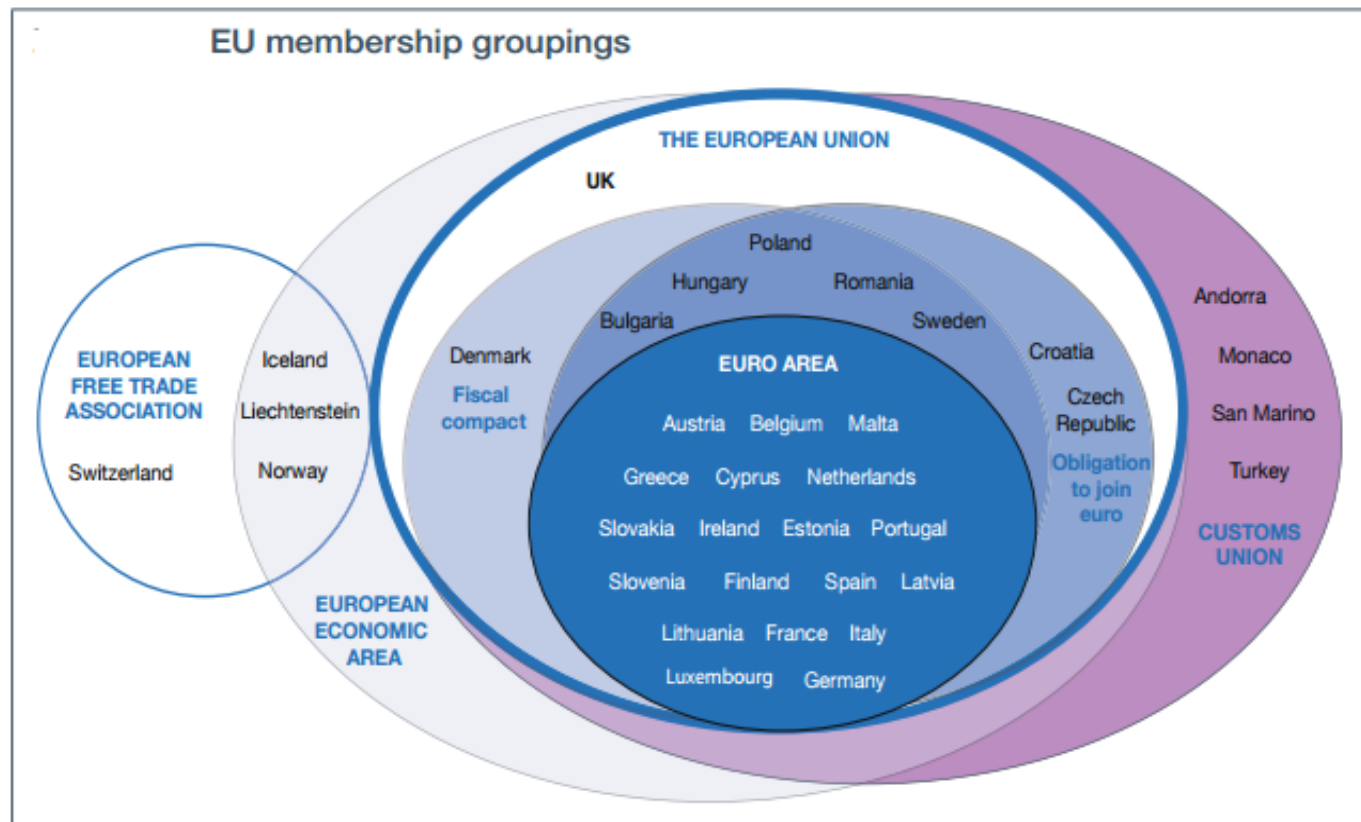 EU membership groupings
THE EUROPEAN UNION
UK
Poland
Hungary Romania
Bulgaria Sweden
Andorra
Monaco
San Marino
Turkey
CUSTOMS
UNION
EUROPEAN
FREE TRADE
ASSOCIATION
Switzerland
Iceland
Liechtenstein
Norway
EUROPEAN
ECONOMIC
AREA
Denmark
Fiscal
compact
Croatia
Czech
Republic
Obligation
to join
euro
EURO AREA
Austria Belgium Malta
Greece Cyprus Netherlands
Slovakia Ireland Estonia Portugal
Slovenia Finland Spain Latvia
Lithuania France Italy
Luxembourg Germany